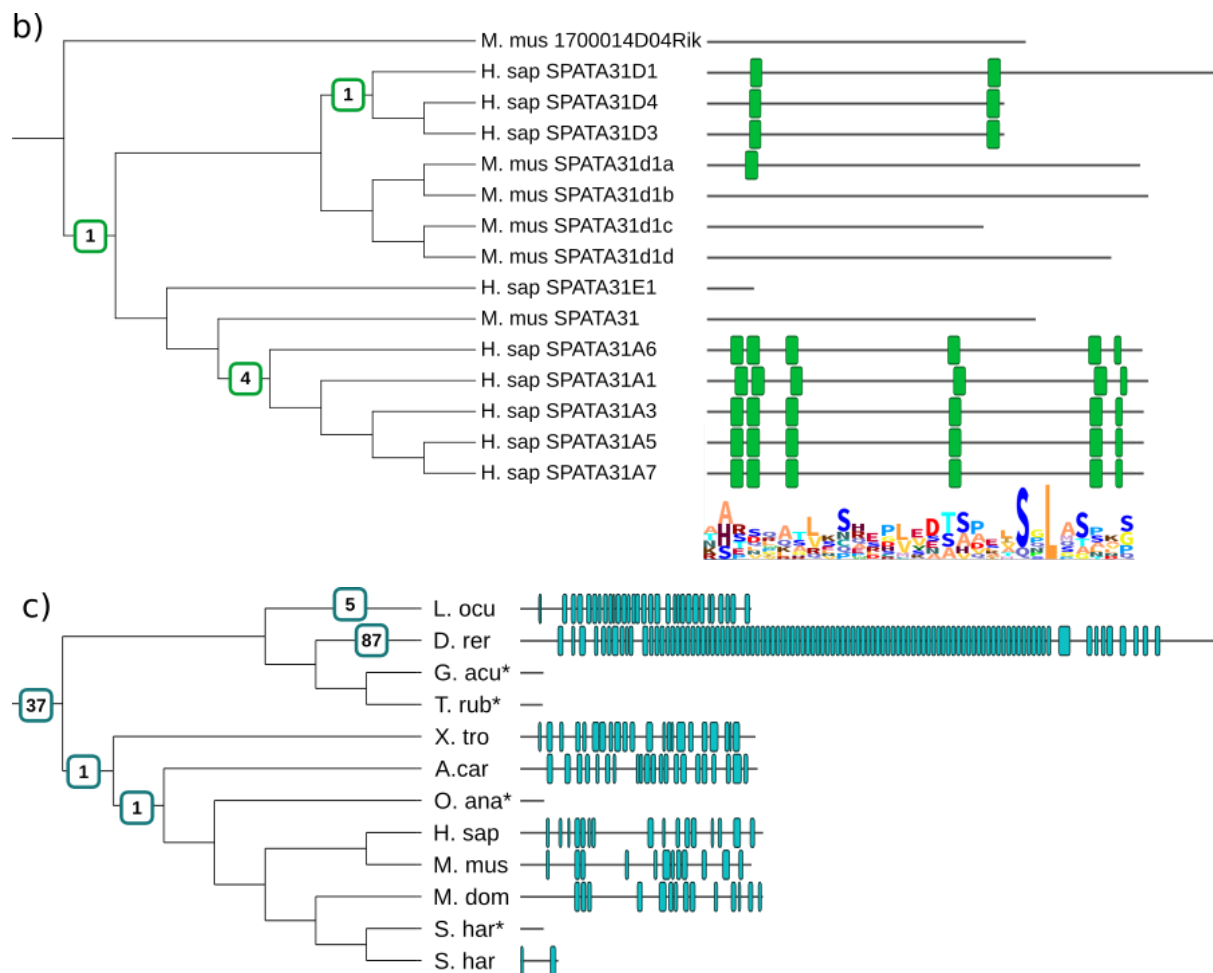 b)
M. mus 1700014D04Rik
H. sap SPATA31D1
1
H. sap SPATA31D4
H. sap SPATA31D3
M. mus SPATA31d1a
M. mus SPATA31d1b
M. mus SPATA31d1c
1
M. mus SPATA31d1d
H. sap SPATA31E1
M. mus SPATA31
H. sap SPATA31A6
4
H. sap SPATA31A1
H. sap SPATA31A3
H. sap SPATA31A5
H. sap SPATA31A7
c)
5
L. ocu
87
D. rer
G. acu*
37
T. rub*
X. tro
1
A.car
1
O. ana*
H. sap
M. mus
M. dom
S. har*
S. har